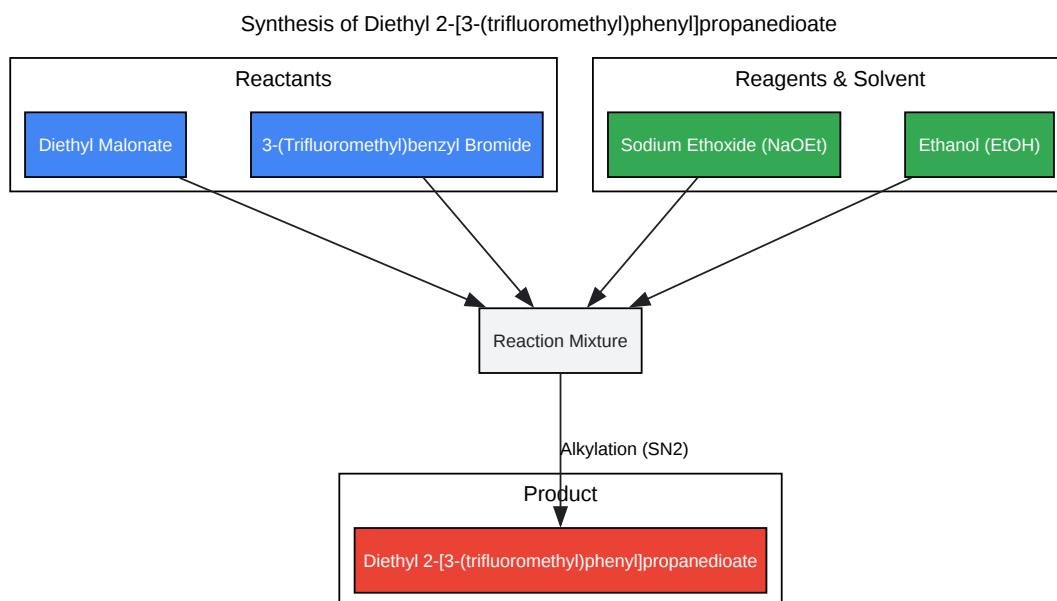 Synthesis of Diethyl 2-[3-(trifluoromethyl)phenyl]propanedioate
Reactants
Reagents & Solvent
Diethyl Malonate
3-(Trifluoromethyl)benzyl Bromide
Sodium Ethoxide (NaOEt)
Ethanol (EtOH)
Reaction Mixture
Alkylation (SN2)
Product
Diethyl 2-[3-(trifluoromethyl)phenyl]propanedioate